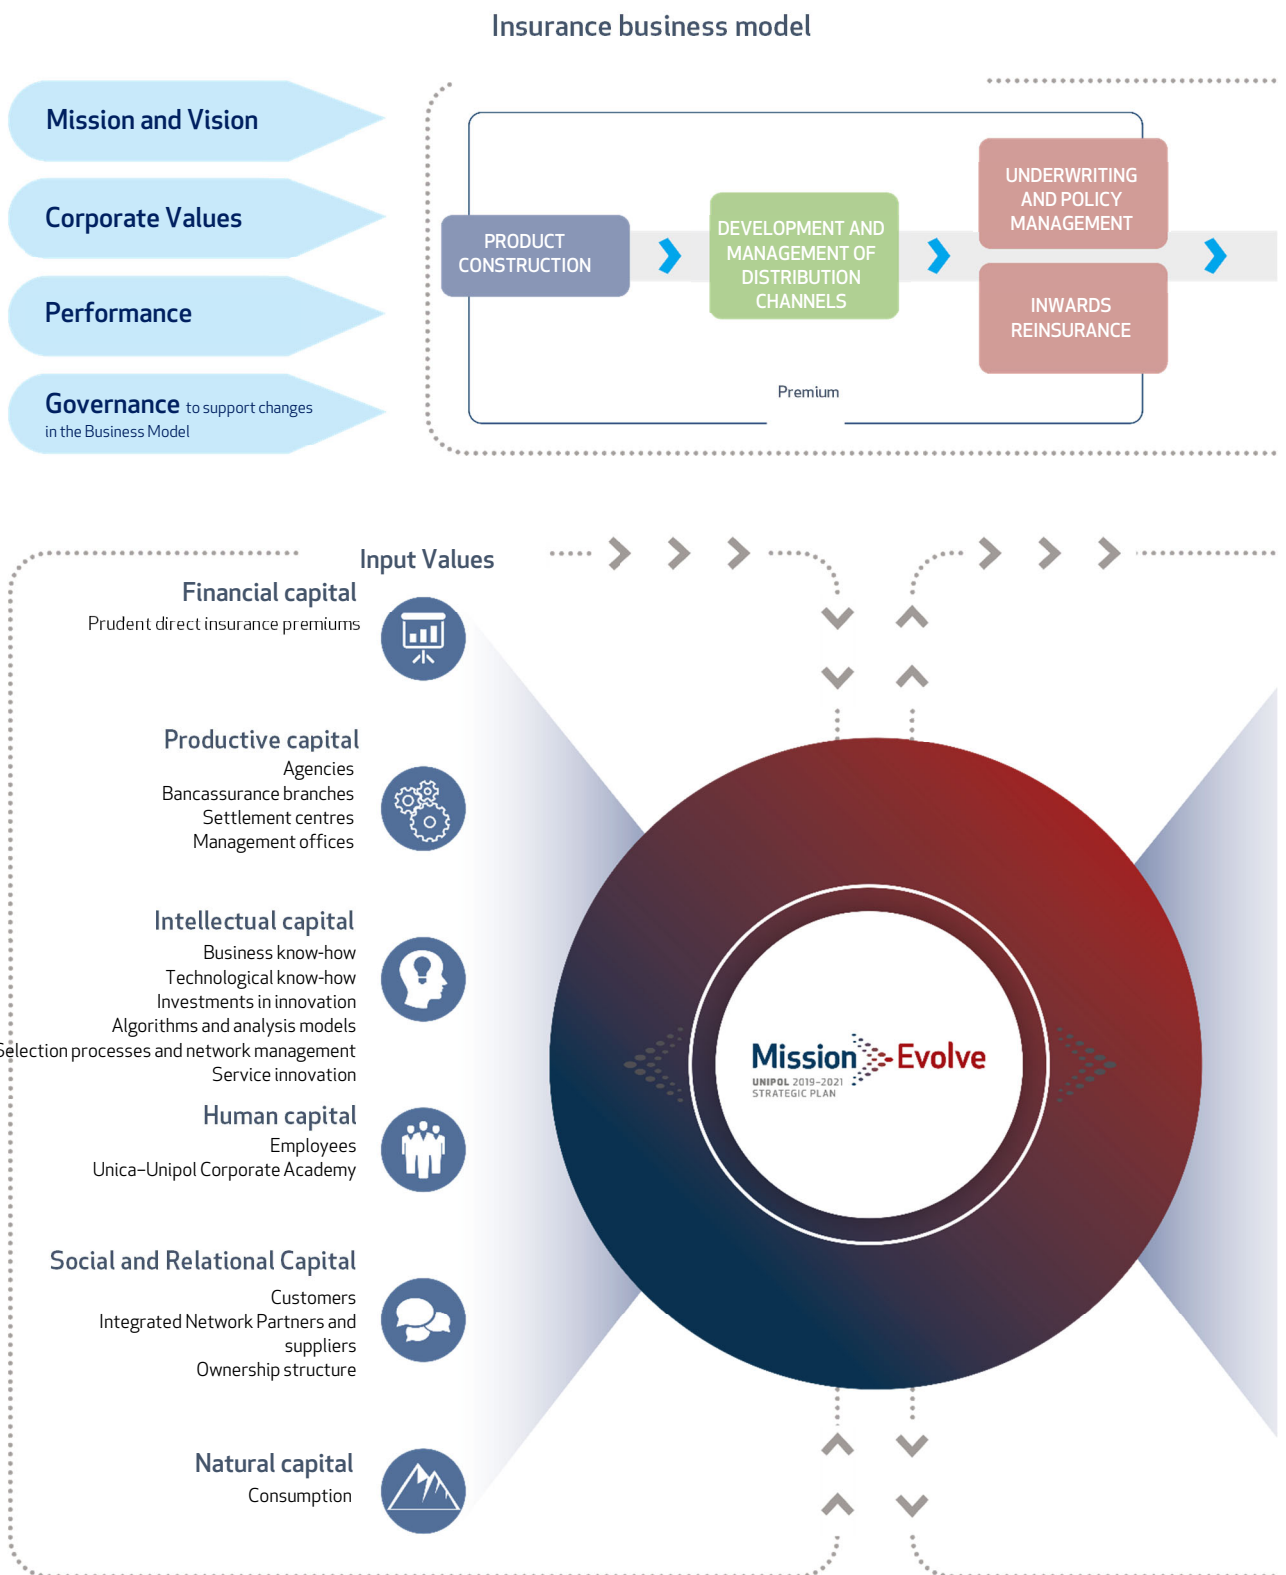 Insurance business model
Mission and Vision
Corporate Values
Performance
Governance to support changes
in the Business Model
PRODUCT
CONSTRUCTION
DEVELOPMENT AND
MANAGEMENT OF
DISTRIBUTION
CHANNELS
UNDERWRITING
AND POLICY
MANAGEMENT
INWARDS
REINSURANCE
Premium
Input Values
Financial capital
Prudent direct insurance premiums
Productive capital
Agencies
Bancassurance branches
Settlement centres
Management offices
Intellectual capital
Business know-how
Technological know-how
Investments in innovation
Algorithms and analysis models
Selection processes and network management
Service innovation
Human capital
Employees
Unica–Unipol Corporate Academy
Social and Relational Capital
Customers
Integrated Network Partners and
suppliers
Ownership structure
Natural capital
Consumption
Mission Evolve
UNIPOL 2019–2021
STRATEGIC PLAN